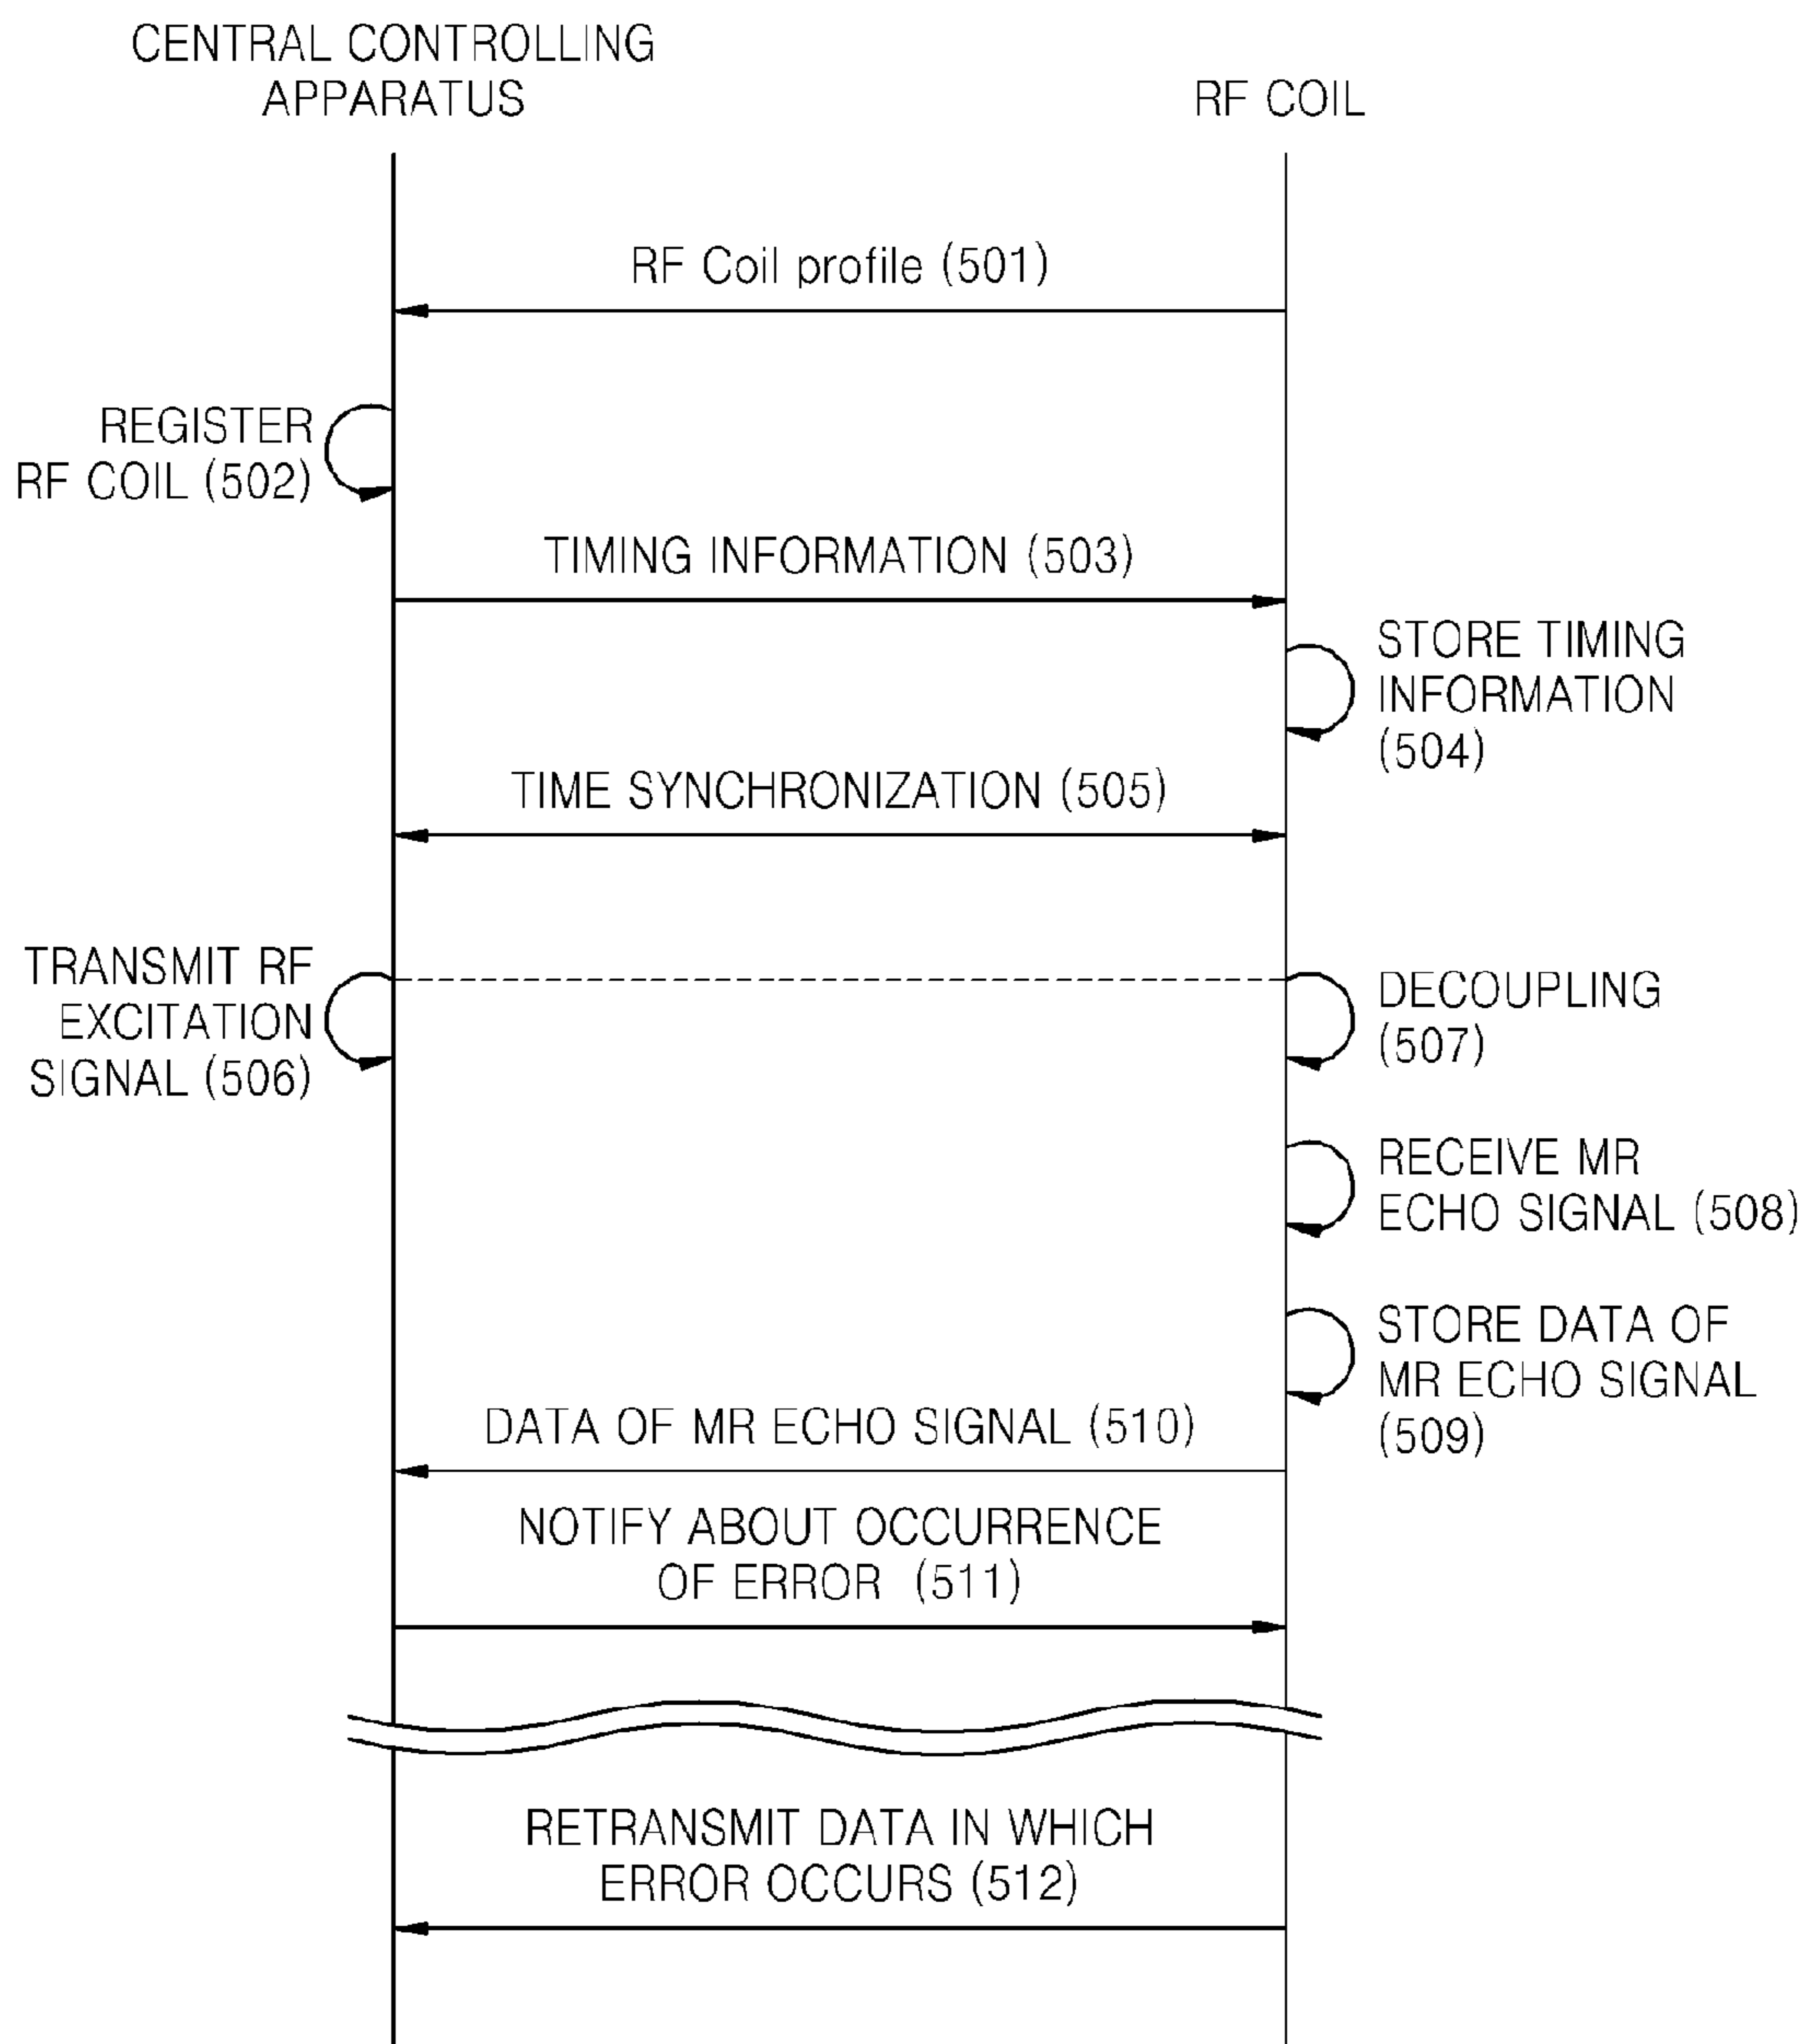 CENTRAL CONTROLLING
APPARATUS
RF COIL
RF Coil profile (501)
REGISTER
RF COIL (502)
TIMING INFORMATION (503)
STORE TIMING
INFORMATION
(504)
TIME SYNCHRONIZATION (505)
TRANSMIT RF
EXCITATION
SIGNAL (506)
DECOUPLING
(507)
RECEIVE MR
ECHO SIGNAL (508)
STORE DATA OF
MR ECHO SIGNAL
(509)
DATA OF MR ECHO SIGNAL (510)
NOTIFY ABOUT OCCURRENCE
OF ERROR (511)
RETRANSMIT DATA IN WHICH
ERROR OCCURS (512)